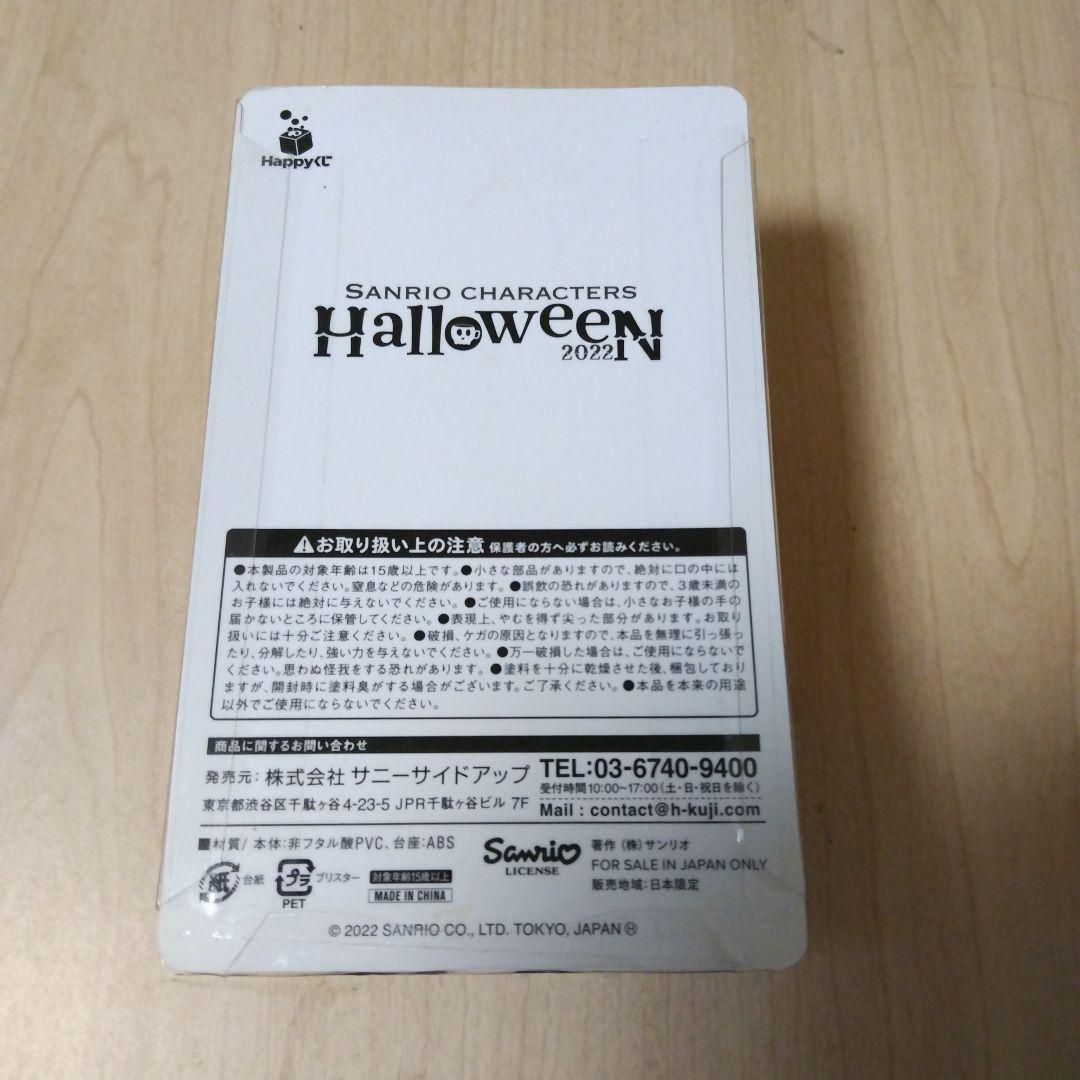 Happyくじ
SANRIO CHARACTERS
Halloween
2022
お取り扱い上の注意 保護者の方へ必ずお読みください。
●本製品の対象年齢は15歳以上です。●小さな部品がありますので、絶対に口の中には
入れないでください。窒息などの危険があります。 ●誤飲の恐れがありますので、3歳未満の
お子様には絶対に与えないでください。 ●ご使用にならない場合は、小さなお子様の手の
届かないところに保管してください。 ●表現上、やむを得ず尖った部分があります。お取り
扱いには十分ご注意ください。 ●破損、ケガの原因となりますので、本品を無理に引っ張っ
たり、分解したり、強い力を与えないでください。 ●万一破損した場合は、ご使用にならないで
ください。思わぬ怪我をする恐れがあります。 ●塗料を十分に乾燥させた後、梱包しており
ますが、開封時に塗料臭がする場合がございます。ご了承ください。 ●本品を本来の用途
以外でご使用にならないでください。
商品に関するお問い合わせ
発売元：株式会社 サニーサイドアップ TEL:03-6740-9400
受付時間10:00~17:00（土・日・祝日を除く）
東京都渋谷区千駄ヶ谷4-23-5 JPR千駄ヶ谷ビル 7F Mail : contact@h-kuji.com
■材質/ 本体：非フタル酸PVC、台座：ABS
紙 台紙 プラ ブリスター
PET
対象年齢15歳以上
MADE IN CHINA
Sanrio
LICENSE
著作（株）サンリオ
FOR SALE IN JAPAN ONLY
販売地域：日本限定
© 2022 SANRIO CO., LTD. TOKYO, JAPAN Ⓗ